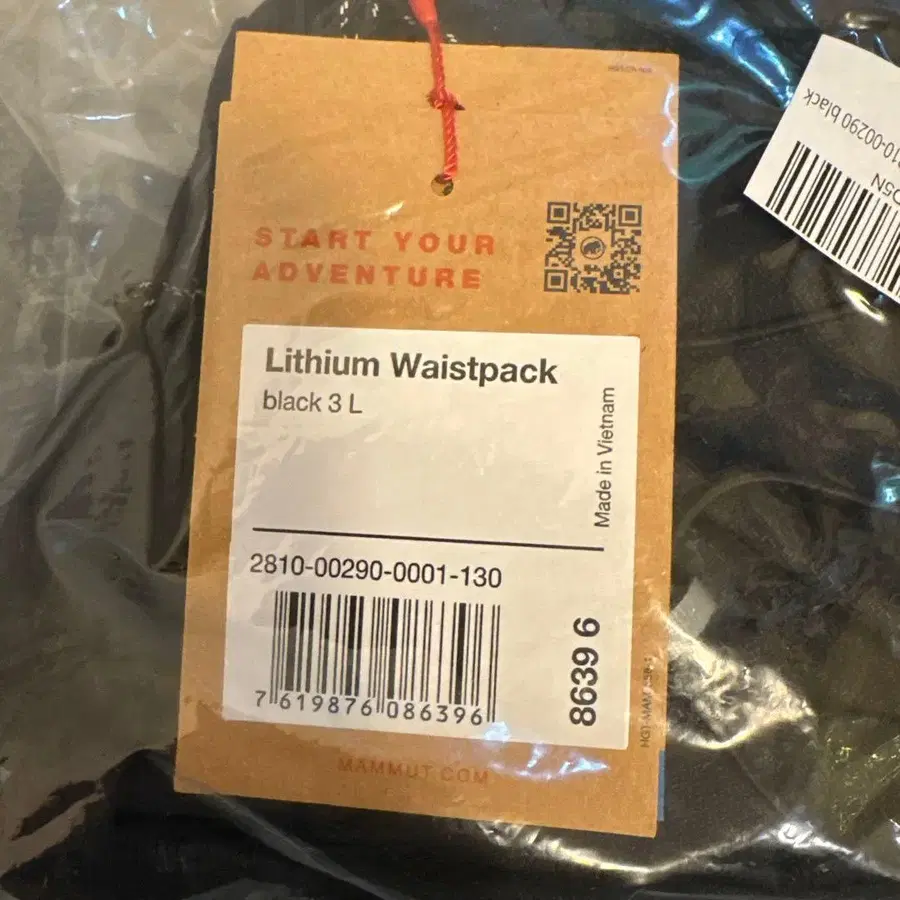 START YOUR
ADVENTURE
Lithium Waistpack
black 3 L
Made in Vietnam
2810-00290-0001-130
7 619876 086396
8639 6
MAMMUT.COM
10-00290 black